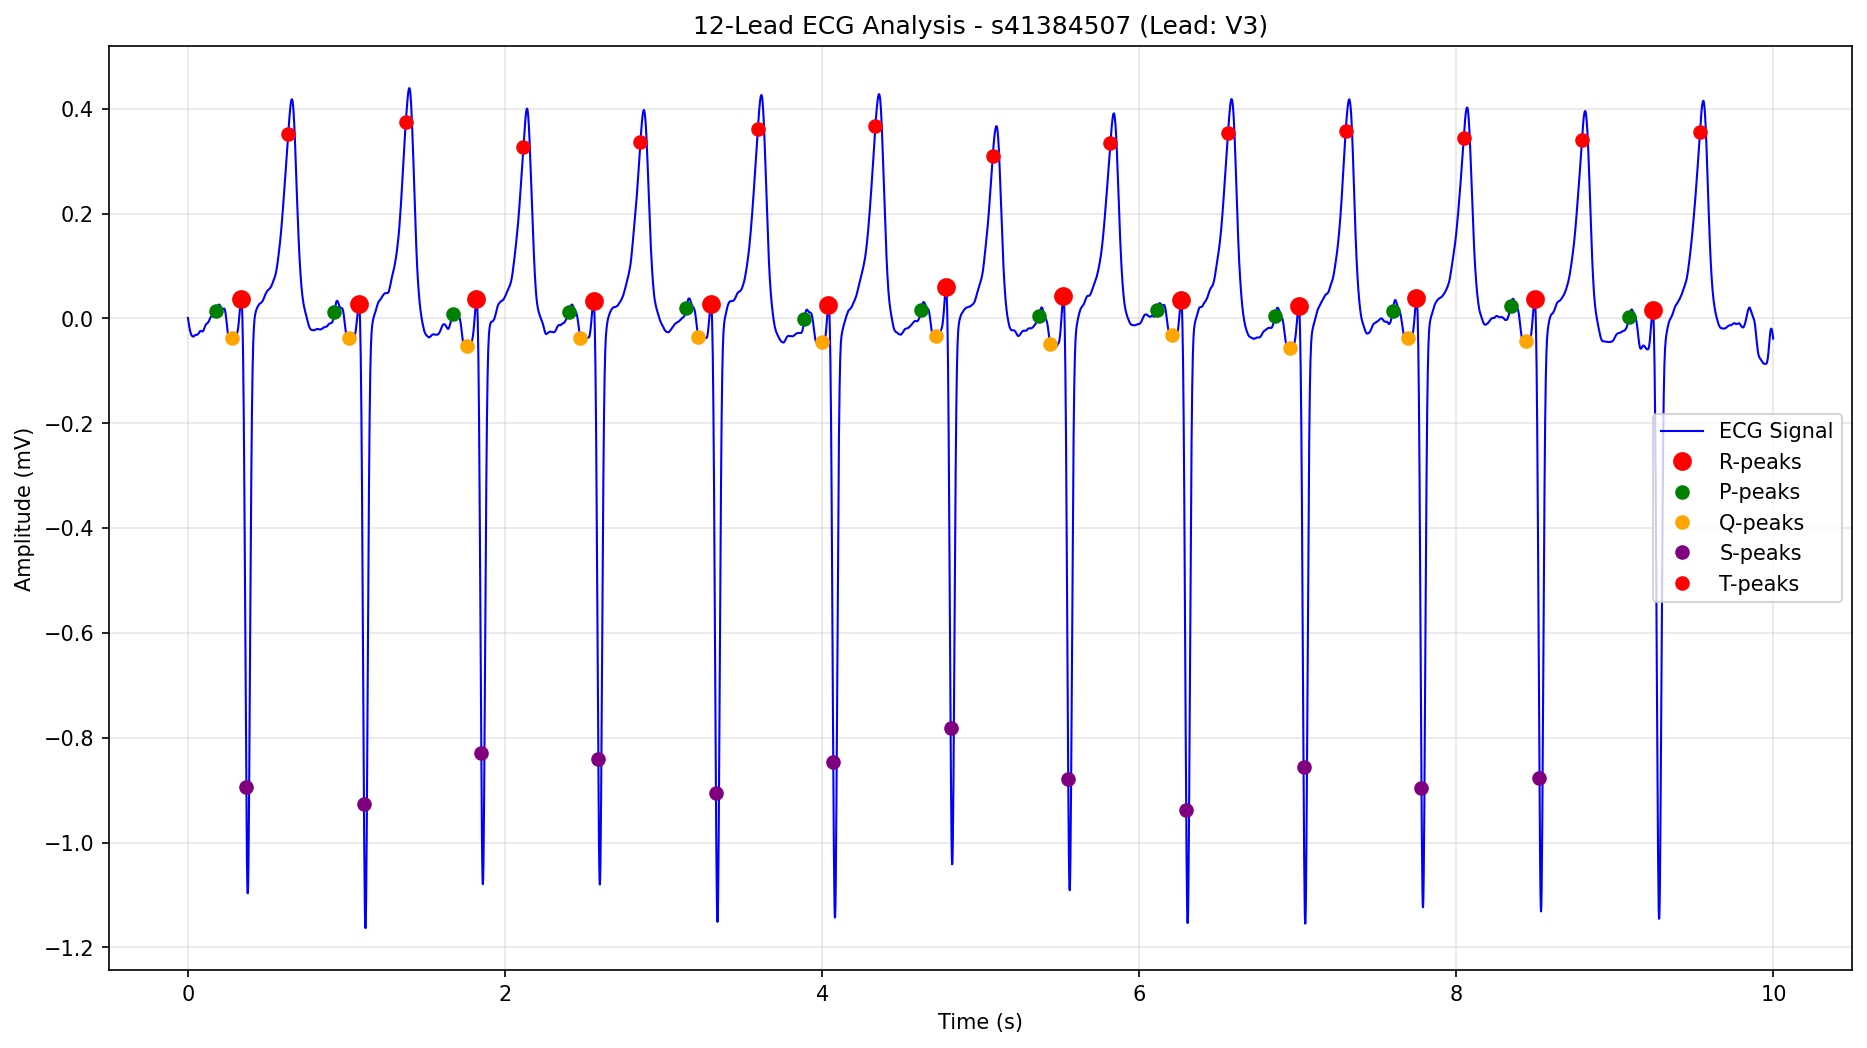 12-Lead ECG Analysis - s41384507 (Lead: V3)
Amplitude (mV)
0.4
0.2
0.0
−0.2
−0.4
−0.6
−0.8
−1.0
−1.2
ECG Signal
R-peaks
P-peaks
Q-peaks
S-peaks
T-peaks
0 2 4 6 8 10
Time (s)